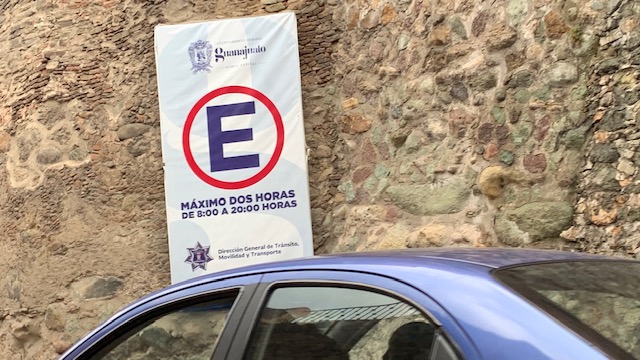 Guanajuato
E
MÁXIMO DOS HORAS
DE 8:00 A 20:00 HORAS
Dirección General de Tránsito,
Movilidad y Transporte